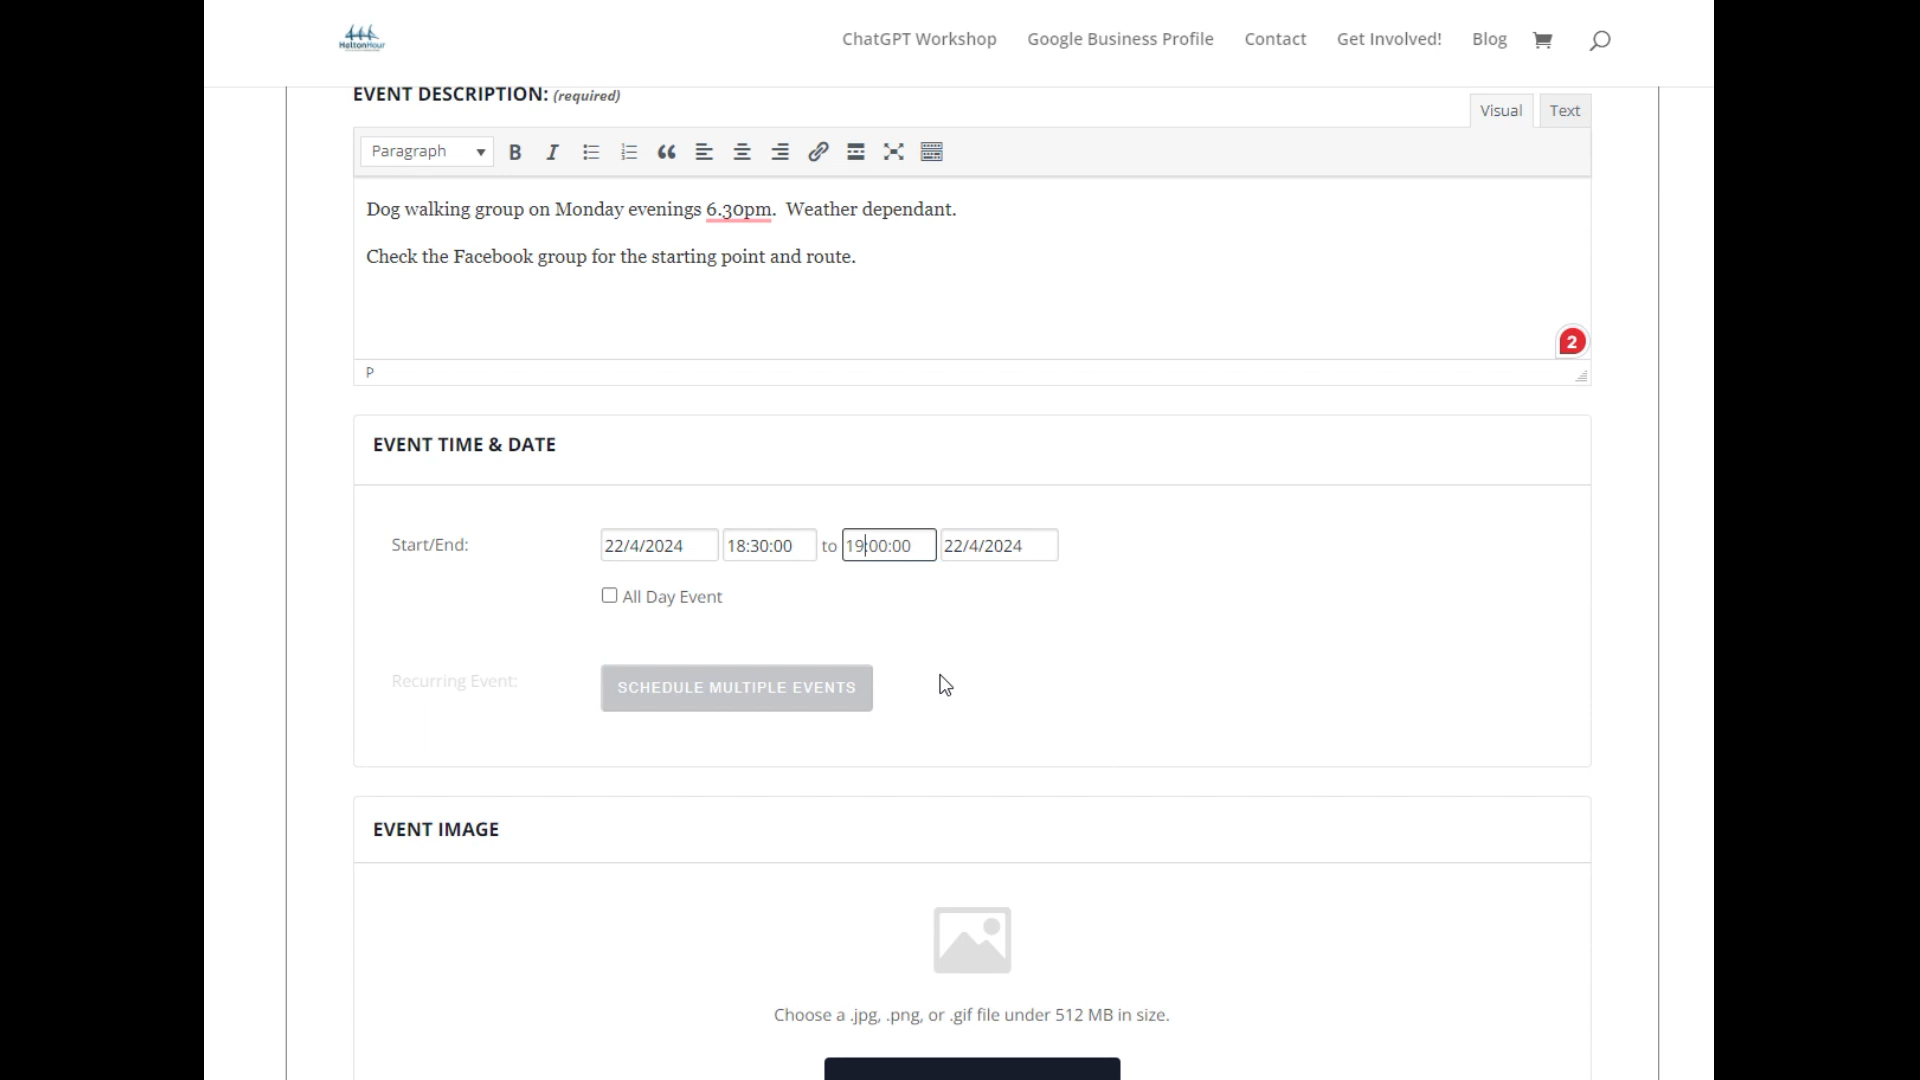 HeltonHour
ChatGPT Workshop Google Business Profile Contact Get Involved! Blog
EVENT DESCRIPTION: (required)
Visual Text
Paragraph B I
Dog walking group on Monday evenings 6.30pm. Weather dependant.
Check the Facebook group for the starting point and route.
2
P
EVENT TIME & DATE
Start/End: 22/4/2024 18:30:00 to 19:00:00 22/4/2024
All Day Event
Recurring Event: SCHEDULE MULTIPLE EVENTS
EVENT IMAGE
Choose a .jpg, .png, or .gif file under 512 MB in size.